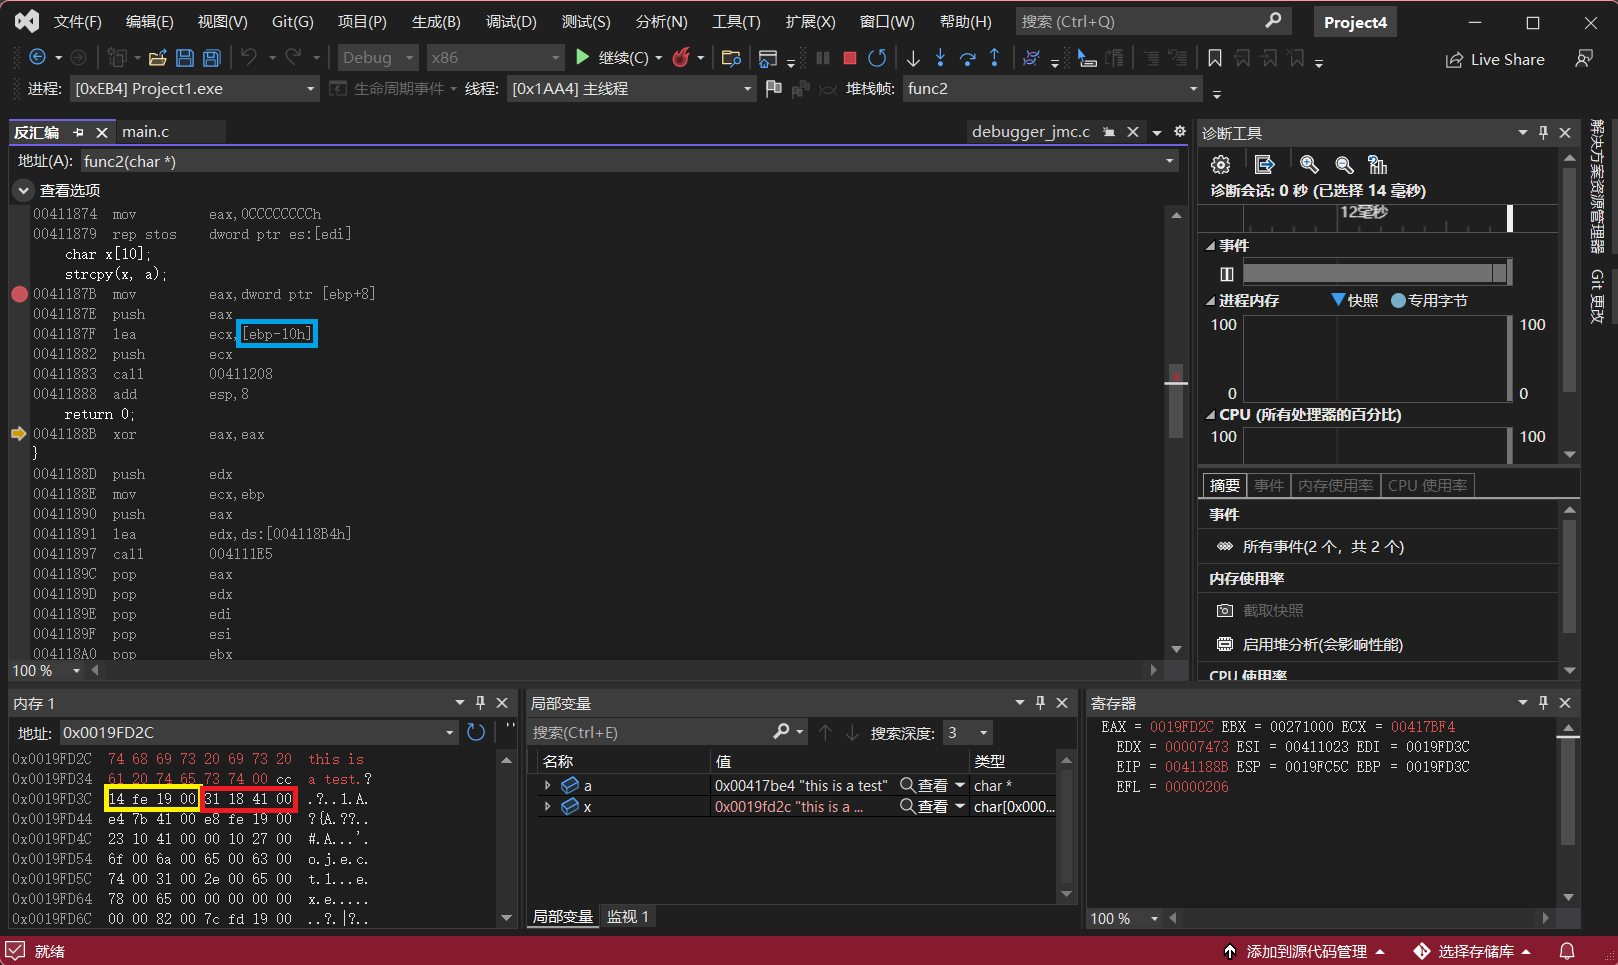 文件(F) 编辑(E) 视图(V) Git(G) 项目(P) 生成(B) 调试(D) 测试(S) 分析(N) 工具(T) 扩展(X) 窗口(W) 帮助(H) 搜索 (Ctrl+Q) Project4
Debug x86 继续(C) Live Share
进程: [0xEB4] Project1.exe 生命周期事件 线程: [0x1AA4] 主线程 堆栈帧: func2
反汇编 main.c debugger_jmc.c
地址(A): func2(char *)
查看选项
00411874 mov eax,0CCCCCCCCh
00411879 rep stos dword ptr es:[edi]
char x[10];
strcpy(x, a);
0041187B mov eax,dword ptr [ebp+8]
0041187E push eax
0041187F lea ecx,[ebp-10h]
00411882 push ecx
00411883 call 00411208
00411888 add esp,8
return 0;
0041188B xor eax,eax
}
0041188D push edx
0041188E mov ecx,ebp
00411890 push eax
00411891 lea edx,ds:[004118B4h]
00411897 call 004111E5
0041189C pop eax
0041189D pop edx
0041189E pop edi
0041189F pop esi
004118A0 pop ebx
100 %
诊断工具
诊断会话: 0 秒 (已选择 14 毫秒)
12毫秒
事件
进程内存 快照 专用字节
100 100
0 0
CPU (所有处理器的百分比)
100 100
摘要 事件 内存使用率 CPU 使用率
事件
所有事件(2 个，共 2 个)
内存使用率
截取快照
启用堆分析(会影响性能)
CPU 使用率
解决方案资源管理器
Git 更改
内存 1
地址: 0x0019FD2C
0x0019FD2C 74 68 69 73 20 69 73 20 this is
0x0019FD34 61 20 74 65 73 74 00 cc a test.?
0x0019FD3C 14 fe 19 00 31 18 41 00 .?..1.A.
0x0019FD44 e4 7b 41 00 e8 fe 19 00 ?{A.??..
0x0019FD4C 23 10 41 00 00 10 27 00 #.A...'.
0x0019FD54 6f 00 6a 00 65 00 63 00 o.j.e.c.
0x0019FD5C 74 00 31 00 2e 00 65 00 t.1...e.
0x0019FD64 78 00 65 00 00 00 00 00 x.e.....
0x0019FD6C 00 00 82 00 7c fd 19 00 ..?.|?..
局部变量
搜索(Ctrl+E) 搜索深度: 3
名称 值 类型
a 0x00417be4 "this is a test" 查看 char *
x 0x0019fd2c "this is a ... 查看 char[0x000...
局部变量 监视 1
寄存器
EAX = 0019FD2C EBX = 00271000 ECX = 00417BF4
EDX = 00007473 ESI = 00411023 EDI = 0019FD3C
EIP = 0041188B ESP = 0019FC5C EBP = 0019FD3C
EFL = 00000206
100 %
就绪 添加到源代码管理 选择存储库